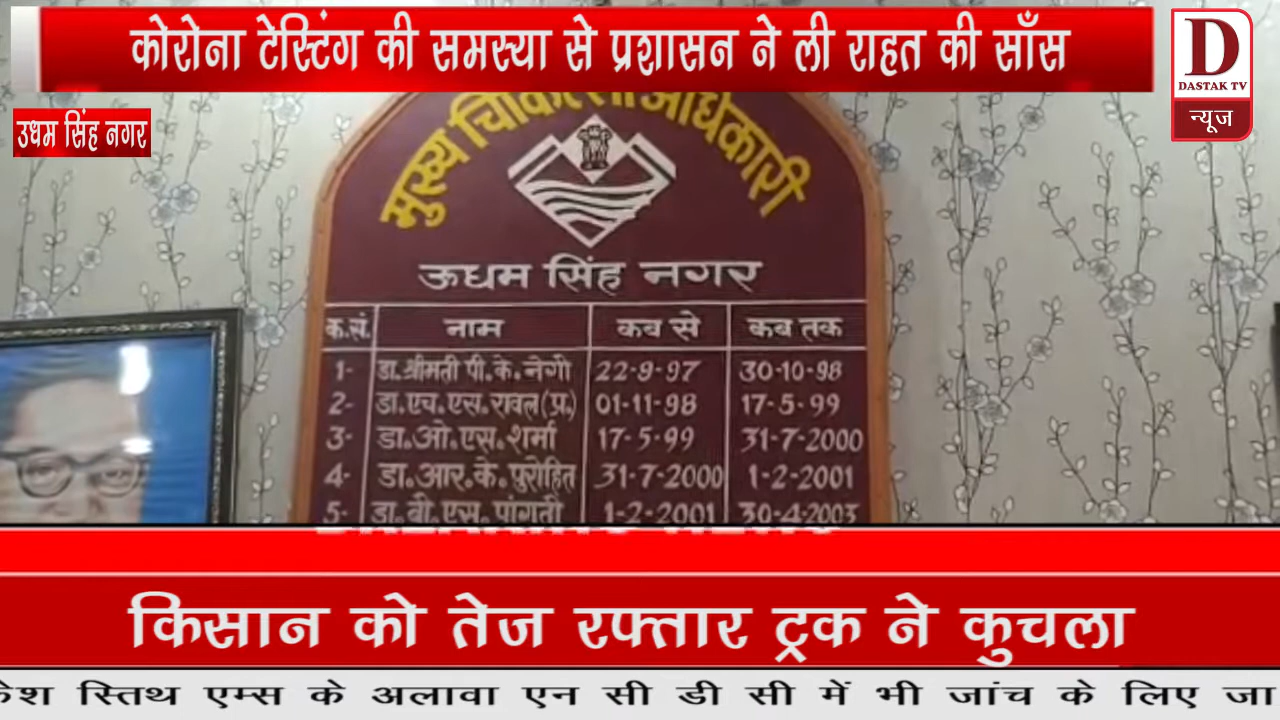 कोरोना टेस्टिंग की समस्या से प्रशासन ने ली राहत की साँस
D
DASTAK TV
न्यूज
उधम सिंह नगर
मुख्य चिकित्साअधिकारी
ऊधम सिंह नगर
क.सं. नाम कब से कब तक
1- डा.श्रीमती पी.के.नेगी 22-9-97 30-10-98
2- डा.एच.एस.रावल(प्र.) 01-11-98 17-5-99
3- डा.ओ.एस.शर्मा 17-5-99 31-7-2000
4- डा.आर.के.पुरोहित 31-7-2000 1-2-2001
5- डा.बी.एस.पांगती 1-2-2001 30-4-2003
किसान को तेज रफ्तार ट्रक ने कुचला
स्तिथ एम्स के अलावा एन सी डी सी में भी जांच के लिए जा